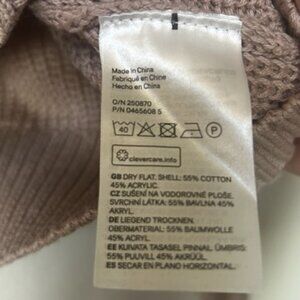 Made in China
Fabriqué en Chine
Hecho en China
O/N 250870
P/N 0465608 5
40
P
clevercare.info
GB DRY FLAT. SHELL: 55% COTTON
45% ACRYLIC.
CZ SUŠENÍ NA VODOROVNÉ PLOŠE.
SVRCHNÍ LÁTKA: 55% BAVLNA 45%
AKRYL.
DE LIEGEND TROCKNEN.
OBERMATERIAL: 55% BAUMWOLLE
45% ACRYL.
EE KUIVATA TASASEL PINNAL. ÜMBRIS:
55% PUUVILL 45% AKRÜÜL.
ES SECAR EN PLANO HORIZONTAL.